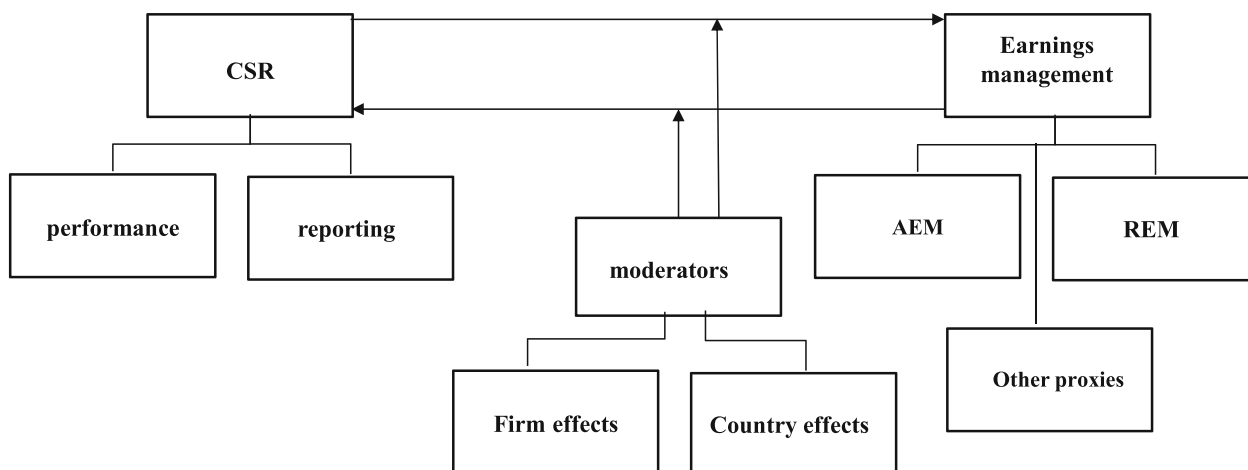 CSR
Earnings
management
performance
reporting
moderators
AEM
REM
Other proxies
Firm effects
Country effects